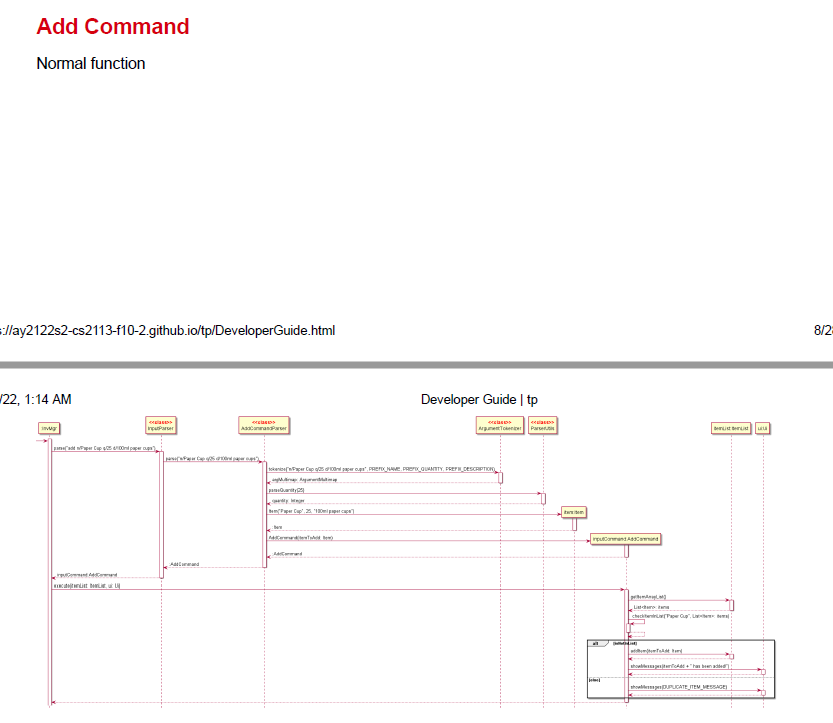 Add Command
Normal function
://ay2122s2-cs2113-f10-2.github.io/tp/DeveloperGuide.html
8/28
/22, 1:14 AM
Developer Guide | tp
InvMgr
<<class>>
InputParser
<<class>>
AddCommandParser
<<class>>
ArgumentTokenizer
<<class>>
ParserUtils
itemList:ItemList
ui:Ui
parse("add n/Paper Cup q/25 d/100ml paper cups")
parse("n/Paper Cup q/25 d/100ml paper cups")
tokenize("n/Paper Cup q/25 d/100ml paper cups", PREFIX_NAME, PREFIX_QUANTITY, PREFIX_DESCRIPTION)
argMultimap: ArgumentMultimap
parseQuantity(25)
quantity: Integer
Item("Paper Cup", 25, "100ml paper cups")
item:Item
item
AddCommand(itemToAdd: Item)
inputCommand:AddCommand
AddCommand
AddCommand
inputCommand:AddCommand
execute(itemList: ItemList, ui: Ui)
getItemArrayList()
List<Item>: items
checkItemInList("Paper Cup", List<Item>: items)
alt
addItem(itemToAdd: Item)
showMessages(itemToAdd + " has been added!")
[else]
showMessages(DUPLICATE_ITEM_MESSAGE)